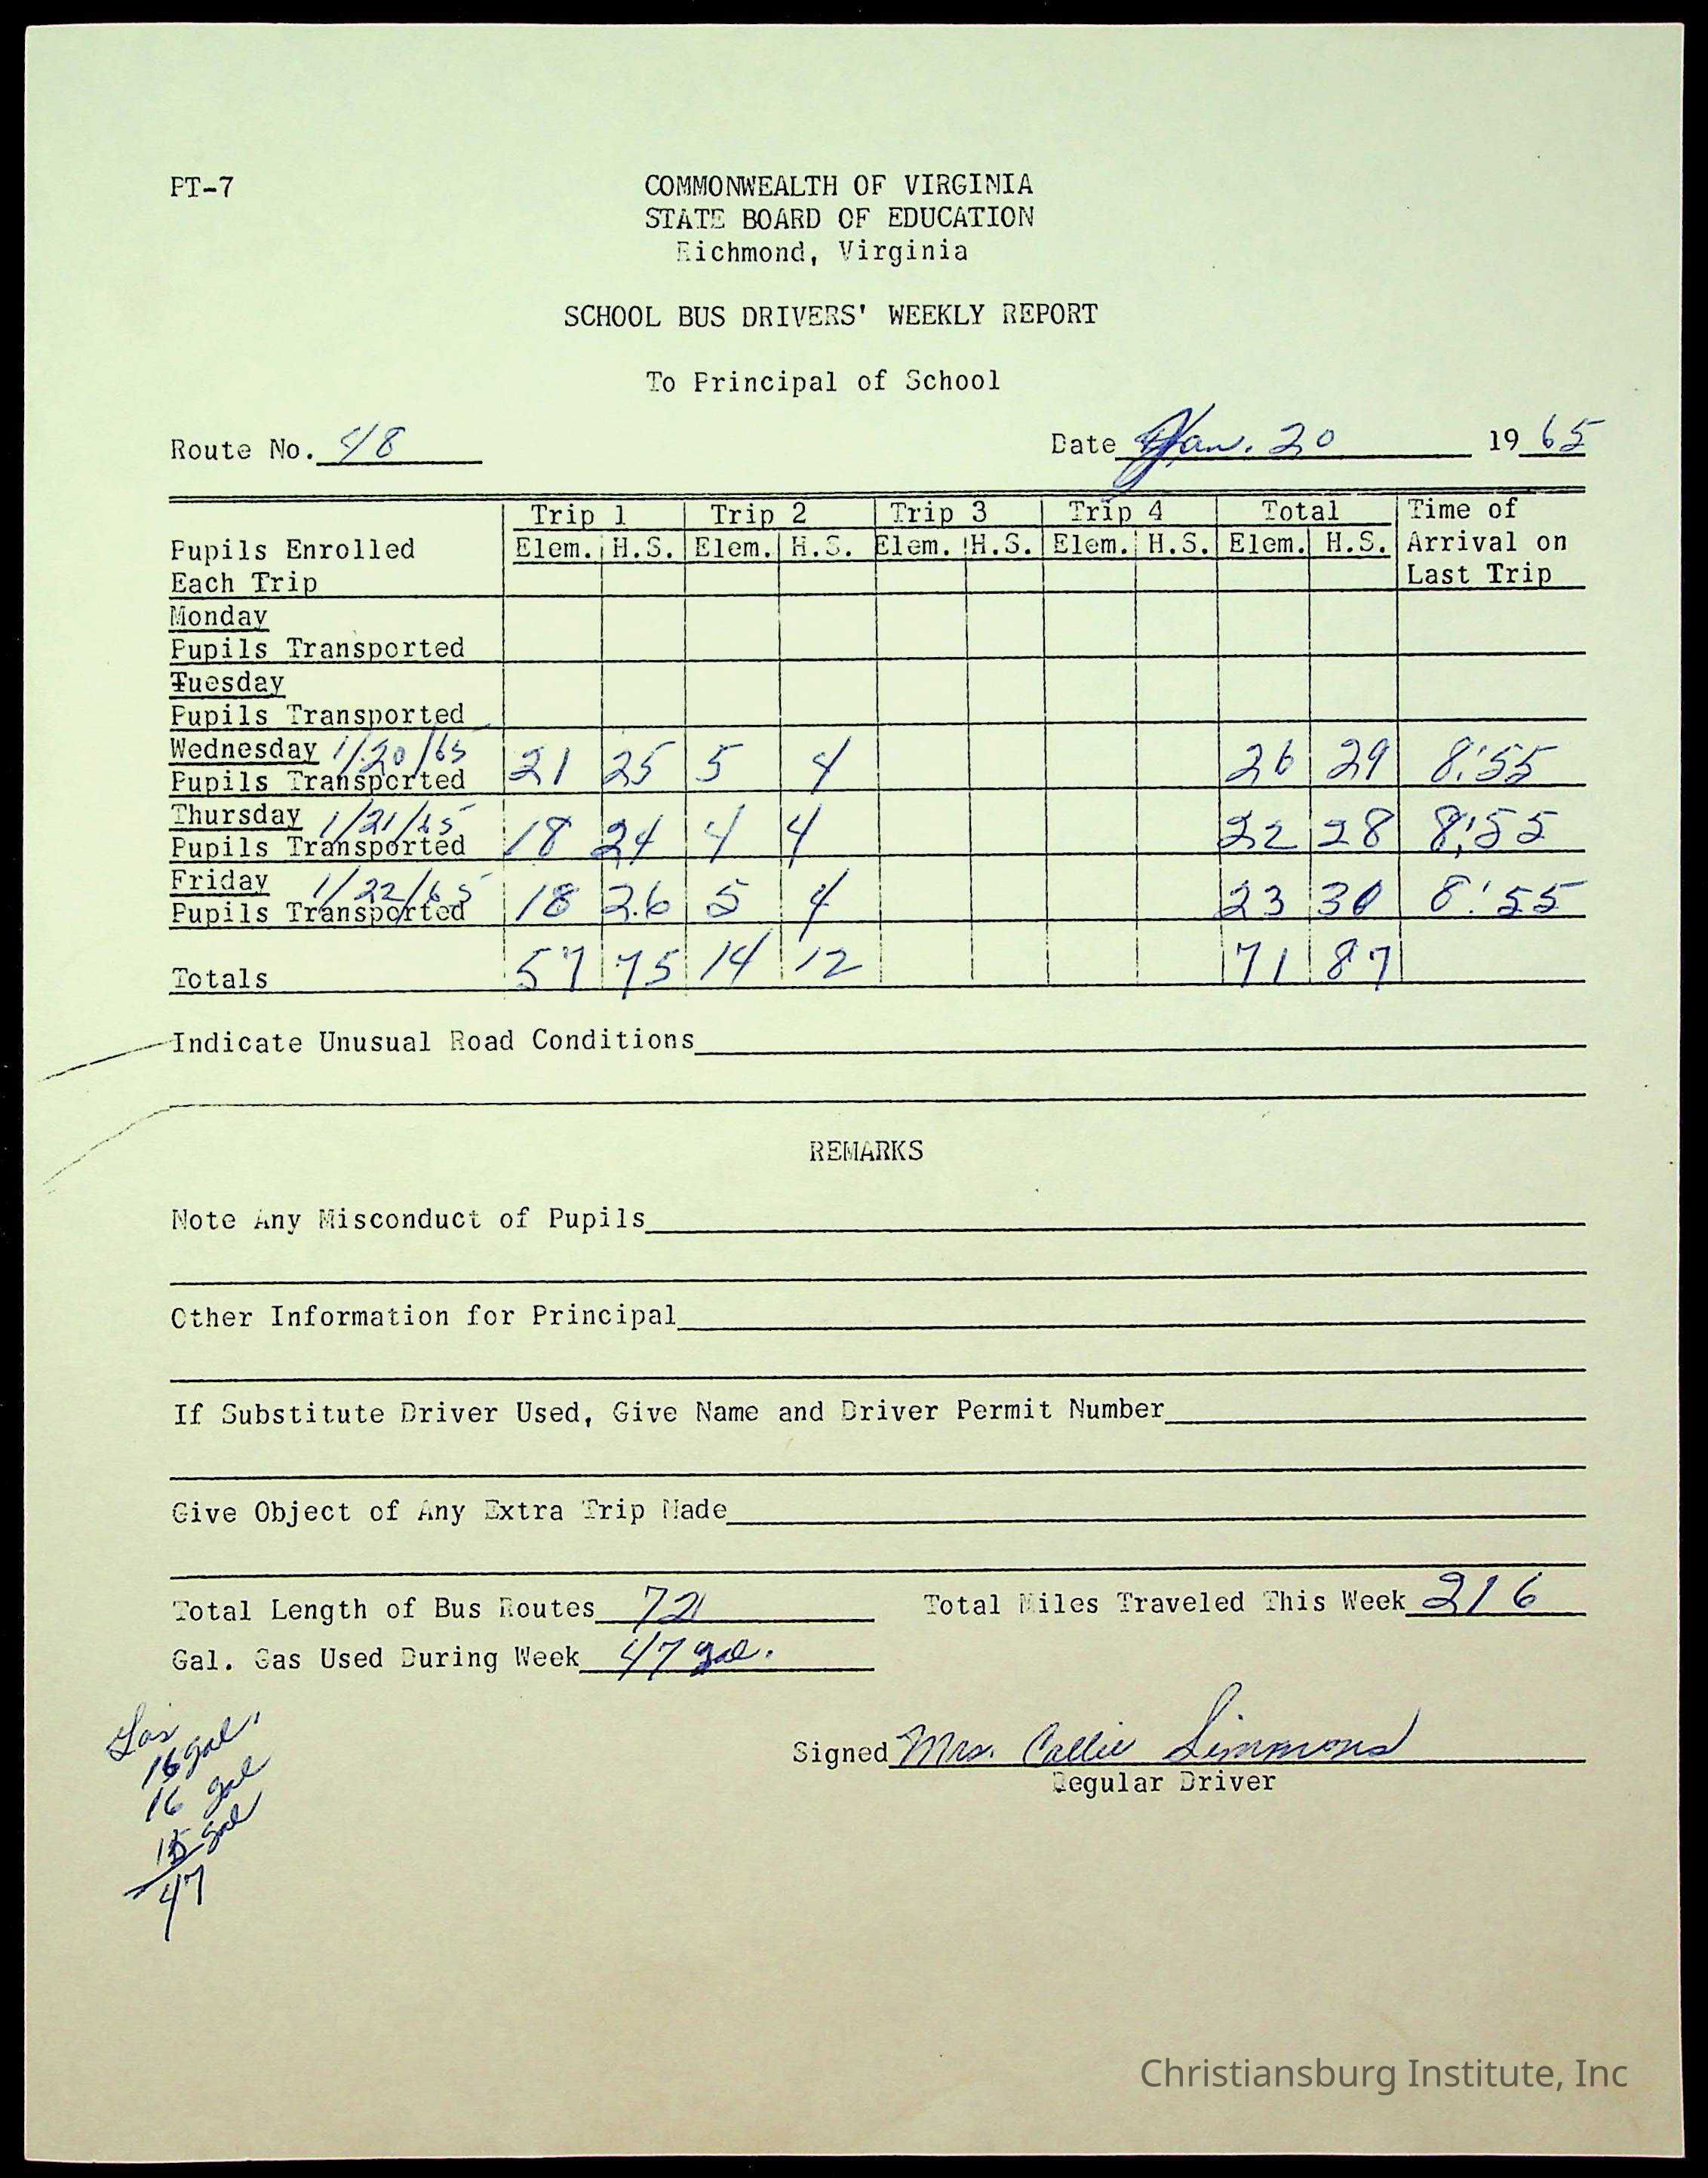 PT-7
COMMONWEALTH OF VIRGINIA
STATE BOARD OF EDUCATION
Richmond, Virginia
SCHOOL BUS DRIVERS' WEEKLY REPORT
To Principal of School
Route No. 48 Date Jan. 20 19 65
Trip 1 Trip 2 Trip 3 Trip 4 Total Time of
Pupils Enrolled Elem. H.S. Elem. H.S. Elem. H.S. Elem. H.S. Elem. H.S. Arrival on
Each Trip Last Trip
Monday
Pupils Transported
Tuesday
Pupils Transported
Wednesday 1/20/65
Pupils Transported 21 25 5 4 26 29 8:55
Thursday 1/21/65
Pupils Transported 18 24 4 4 22 28 8:55
Friday 1/22/65
Pupils Transported 18 26 5 4 23 30 8:55
Totals 57 75 14 12 71 87
Indicate Unusual Road Conditions
REMARKS
Note Any Misconduct of Pupils
Other Information for Principal
If Substitute Driver Used, Give Name and Driver Permit Number
Give Object of Any Extra Trip Made
Total Length of Bus Routes 72 Total Miles Traveled This Week 216
Gal. Gas Used During Week 47 gal.
Signed Mrs. Callie Simmons
Regular Driver
Gas
16 gal
16 gal
15 gal
47
Christiansburg Institute, Inc